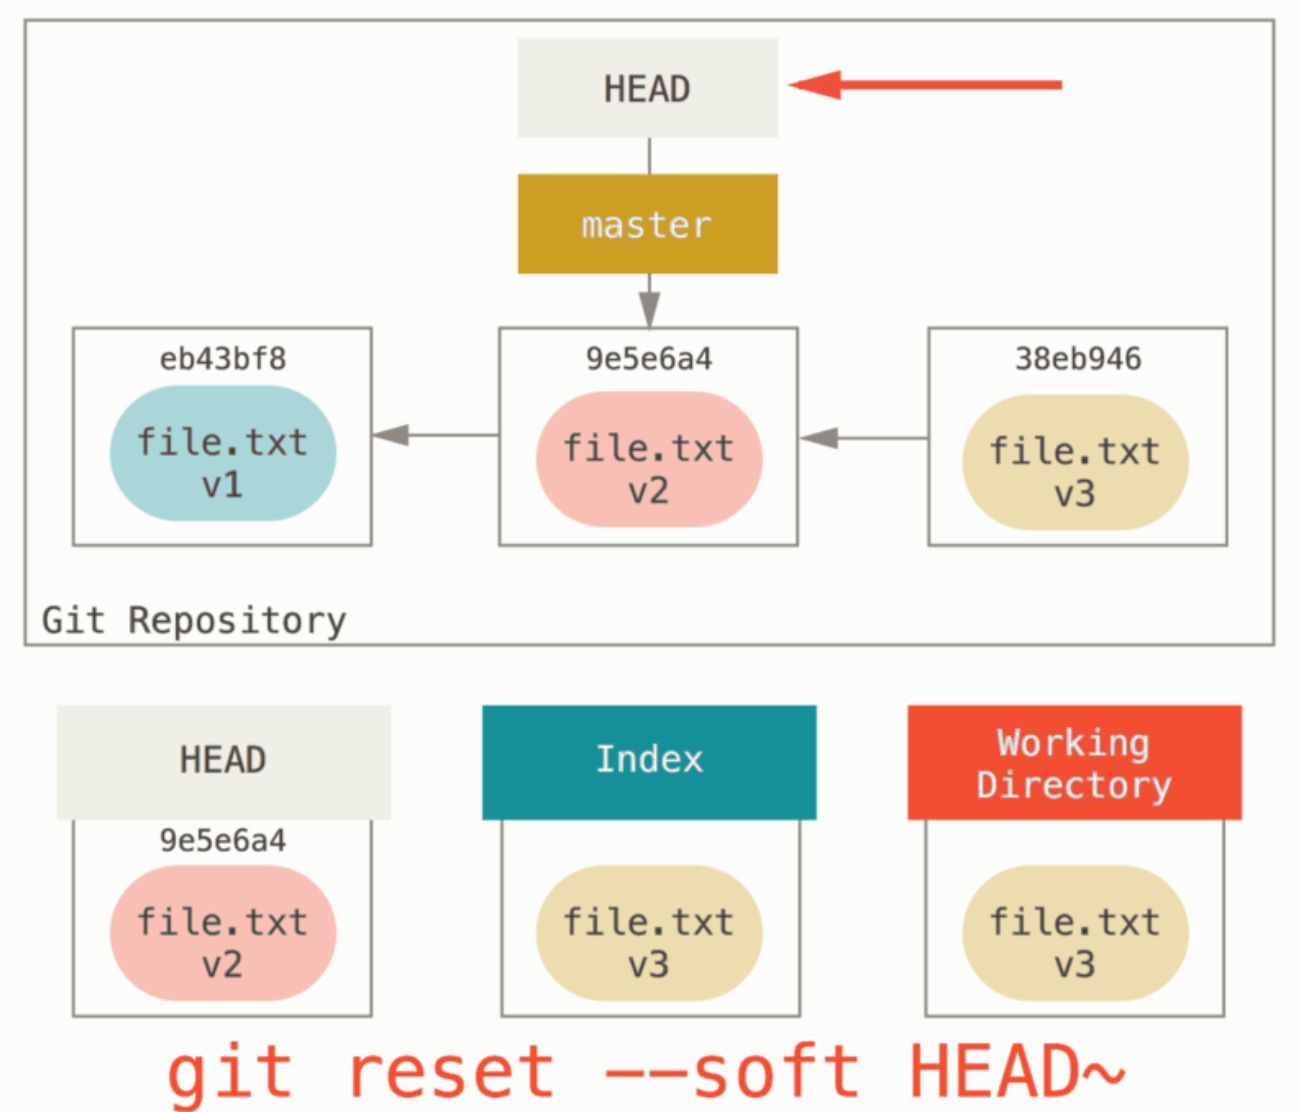 HEAD
master
eb43bf8
file.txt
v1
9e5e6a4
file.txt
v2
38eb946
file.txt
v3
Git Repository
HEAD
9e5e6a4
file.txt
v2
Index
file.txt
v3
Working
Directory
file.txt
v3
git reset --soft HEAD~